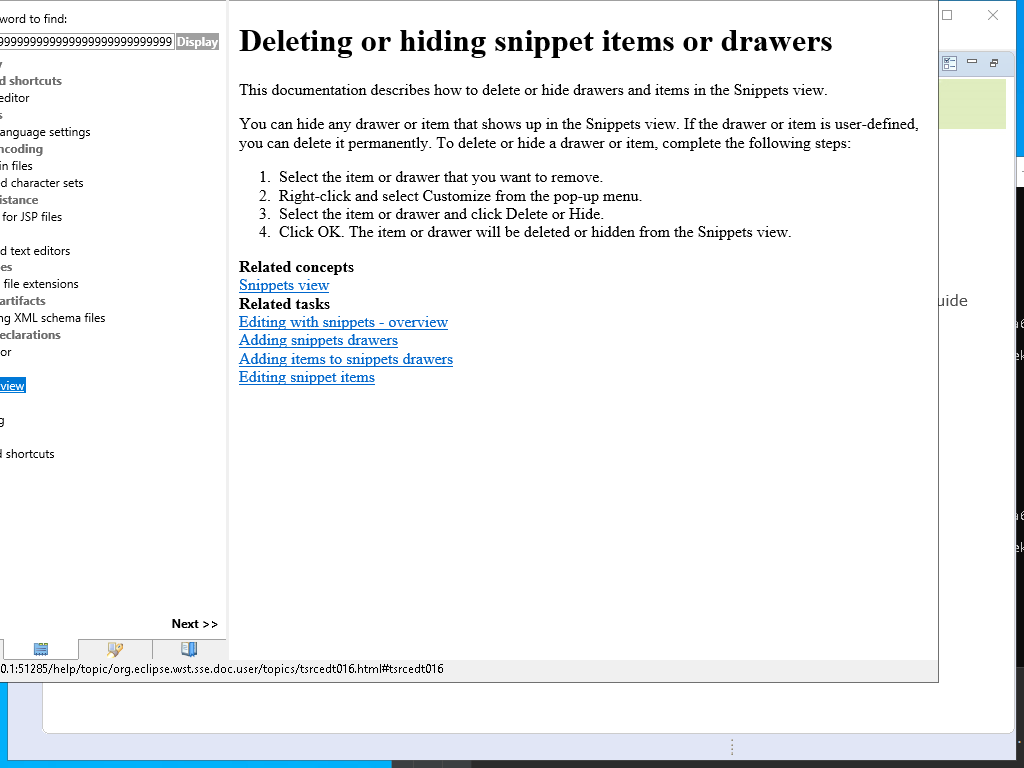 word to find:
Display
d shortcuts
editor
s
anguage settings
ncoding
in files
d character sets
istance
for JSP files
d text editors
es
file extensions
artifacts
ng XML schema files
eclarations
or
view
g
d shortcuts
Next >>
Deleting or hiding snippet items or drawers
This documentation describes how to delete or hide drawers and items in the Snippets view.
You can hide any drawer or item that shows up in the Snippets view. If the drawer or item is user-defined,
you can delete it permanently. To delete or hide a drawer or item, complete the following steps:
1. Select the item or drawer that you want to remove.
2. Right-click and select Customize from the pop-up menu.
3. Select the item or drawer and click Delete or Hide.
4. Click OK. The item or drawer will be deleted or hidden from the Snippets view.
Related concepts
Snippets view
Related tasks
Editing with snippets - overview
Adding snippets drawers
Adding items to snippets drawers
Editing snippet items
0.1:51285/help/topic/org.eclipse.wst.sse.doc.user/topics/tsrcedt016.html#tsrcedt016
uide